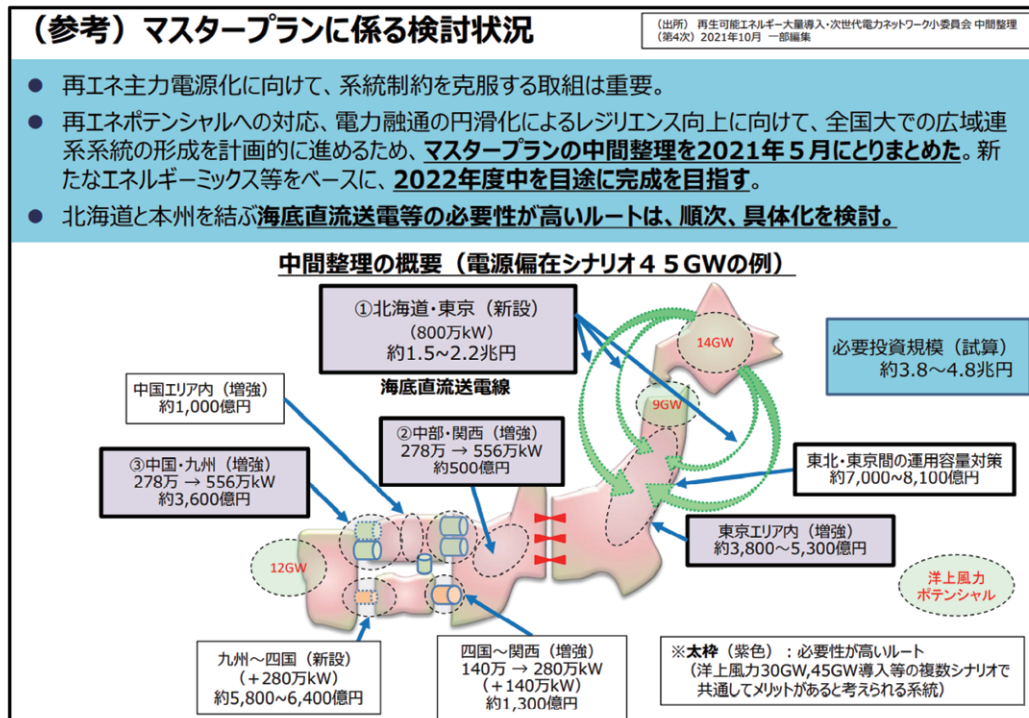 （参考）マスタープランに係る検討状況
（出所） 再生可能エネルギー大量導入・次世代電力ネットワーク小委員会 中間整理
（第4次）2021年10月 一部編集
● 再エネ主力電源化に向けて、系統制約を克服する取組は重要。
● 再エネポテンシャルへの対応、電力融通の円滑化によるレジリエンス向上に向けて、全国大での広域連
系系統の形成を計画的に進めるため、マスタープランの中間整理を2021年５月にとりまとめた。新
たなエネルギーミックス等をベースに、2022年度中を目途に完成を目指す。
● 北海道と本州を結ぶ海底直流送電等の必要性が高いルートは、順次、具体化を検討。
中間整理の概要（電源偏在シナリオ４５GWの例）
①北海道・東京（新設）
（800万kW）
約1.5~2.2兆円
海底直流送電線
14GW
9GW
必要投資規模（試算）
約3.8～4.8兆円
中国エリア内（増強）
約1,000億円
②中部・関西（増強）
278万 → 556万kW
約500億円
③中国・九州（増強）
278万 → 556万kW
約3,600億円
東北・東京間の運用容量対策
約7,000~8,100億円
東京エリア内（増強）
約3,800～5,300億円
12GW
洋上風力
ポテンシャル
九州～四国（新設）
（＋280万kW）
約5,800~6,400億円
四国～関西（増強）
140万 → 280万kW
（＋140万kW）
約1,300億円
※太枠（紫色）：必要性が高いルート
（洋上風力30GW,45GW導入等の複数シナリオで
共通してメリットがあると考えられる系統）